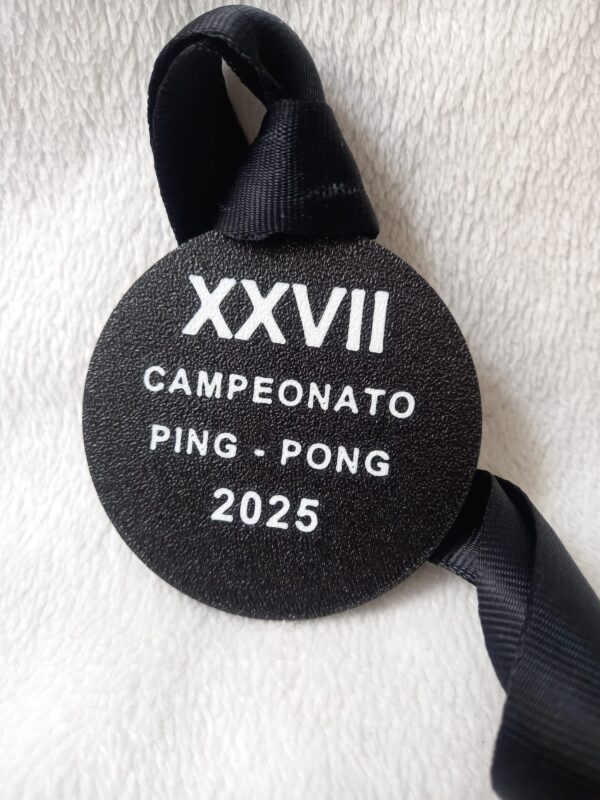 XXVII
CAMPEONATO
PING - PONG
2025